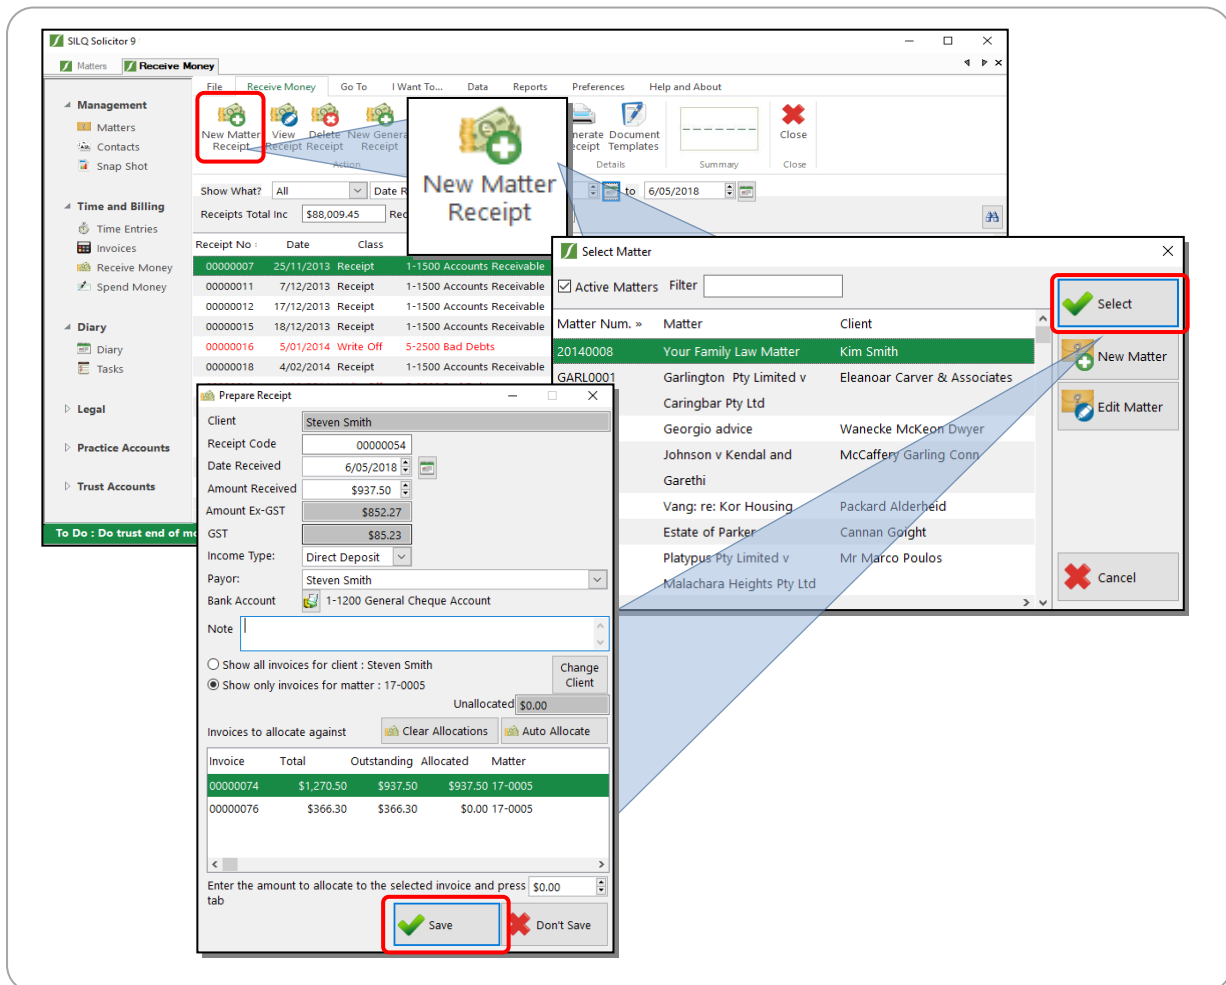 SILQ Solicitor 9
Matters
Receive Money
File Receive Money Go To I Want To... Data Reports Preferences Help and About
Management
Matters
Contacts
Snap Shot
Time and Billing
Time Entries
Invoices
Receive Money
Spend Money
Diary
Diary
Tasks
Legal
Practice Accounts
Trust Accounts
New Matter View Delete New Genera
Receipt Receipt Receipt Receipt
Action
nerate Document
eceipt Templates
Details
Summary
Close
Close
New Matter
Receipt
Show What? All Date R to 6/05/2018
Receipts Total Inc $88,009.45 Rec
Receipt No Date Class
00000007 25/11/2013 Receipt 1-1500 Accounts Receivable
00000011 7/12/2013 Receipt 1-1500 Accounts Receivable
00000012 17/12/2013 Receipt 1-1500 Accounts Receivable
00000015 18/12/2013 Receipt 1-1500 Accounts Receivable
00000016 5/01/2014 Write Off 5-2500 Bad Debts
00000018 4/02/2014 Receipt 1-1500 Accounts Receivable
To Do : Do trust end of mo
Select Matter
Active Matters Filter
Matter Num. » Matter Client
20140008 Your Family Law Matter Kim Smith
GARL0001 Garlington Pty Limited v Eleanoar Carver & Associates
Caringbar Pty Ltd
Georgio advice Wanecke McKeon Dwyer
Johnson v Kendal and McCaffery Garling Conn
Garethi
Vang: re: Kor Housing Packard Alderheid
Estate of Parker Cannan Goight
Platypus Pty Limited v Mr Marco Poulos
Malachara Heights Pty Ltd
Select
New Matter
Edit Matter
Cancel
Prepare Receipt
Client Steven Smith
Receipt Code 00000054
Date Received 6/05/2018
Amount Received $937.50
Amount Ex-GST $852.27
GST $85.23
Income Type: Direct Deposit
Payor: Steven Smith
Bank Account 1-1200 General Cheque Account
Note
Show all invoices for client : Steven Smith
Show only invoices for matter : 17-0005
Change
Client
Unallocated $0.00
Invoices to allocate against Clear Allocations Auto Allocate
Invoice Total Outstanding Allocated Matter
00000074 $1,270.50 $937.50 $937.50 17-0005
00000076 $366.30 $366.30 $0.00 17-0005
Enter the amount to allocate to the selected invoice and press $0.00
tab
Save
Don't Save